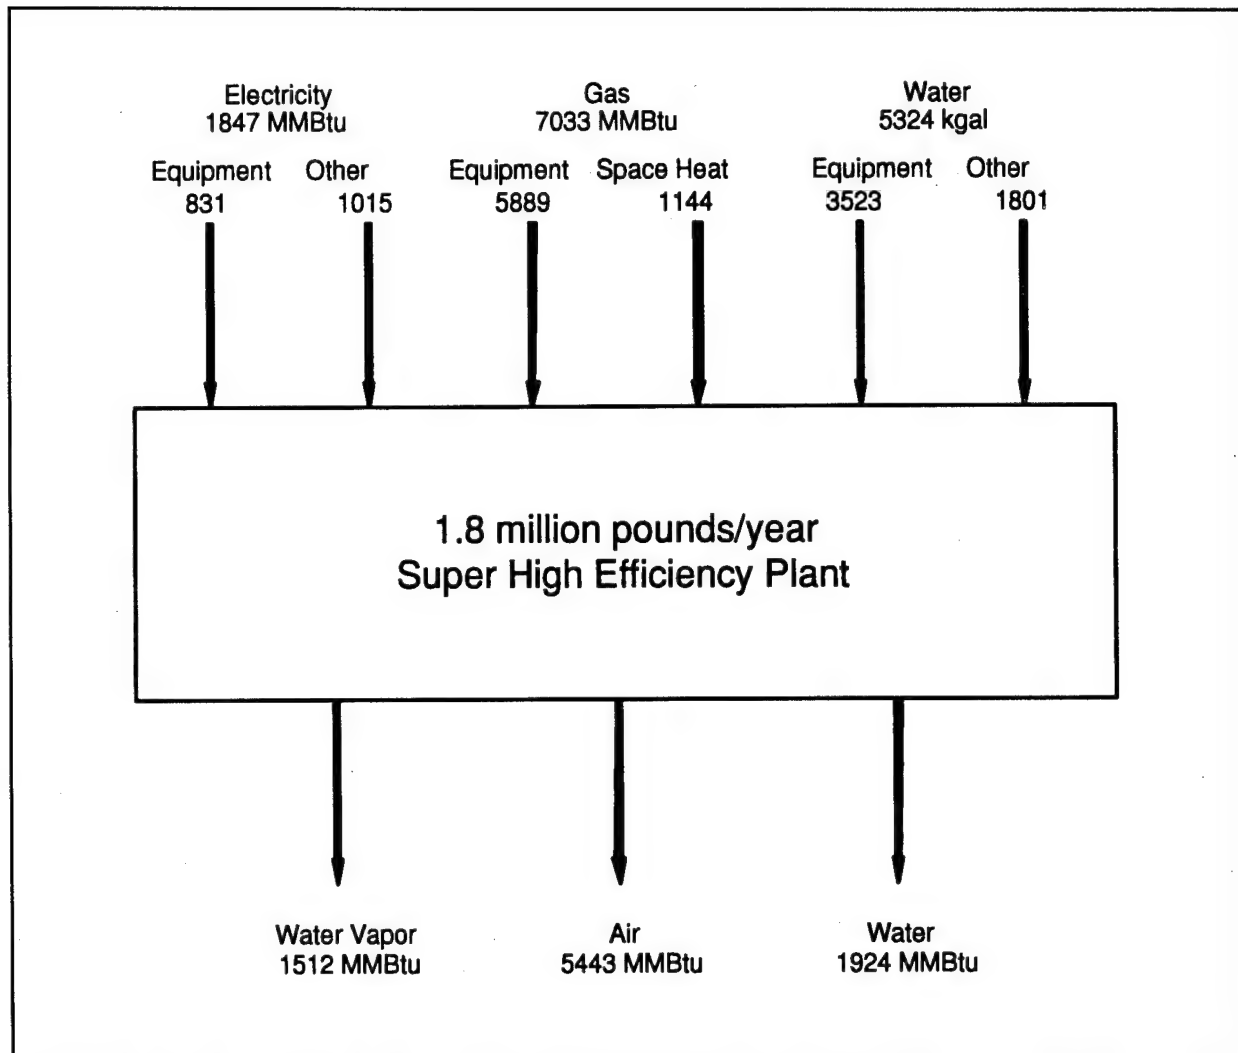 Electricity
1847 MMBtu
Gas
7033 MMBtu
Water
5324 kgal
Equipment
831
Other
1015
Equipment
5889
Space Heat
1144
Equipment
3523
Other
1801
1.8 million pounds/year
Super High Efficiency Plant
Water Vapor
1512 MMBtu
Air
5443 MMBtu
Water
1924 MMBtu